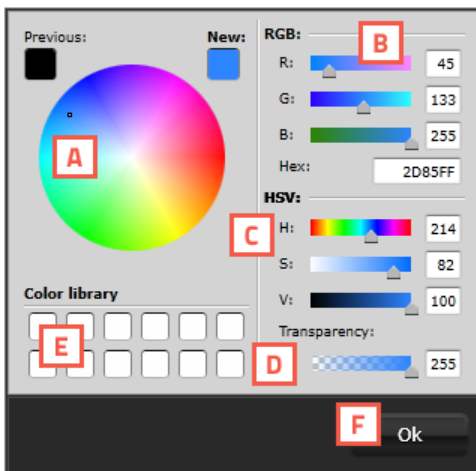 Previous: New:
A
Color library
E
RGB: B
R: 45
G: 133
B: 255
Hex: 2D85FF
HSV:
C H: 214
S: 82
V: 100
Transparency:
D 255
F Ok